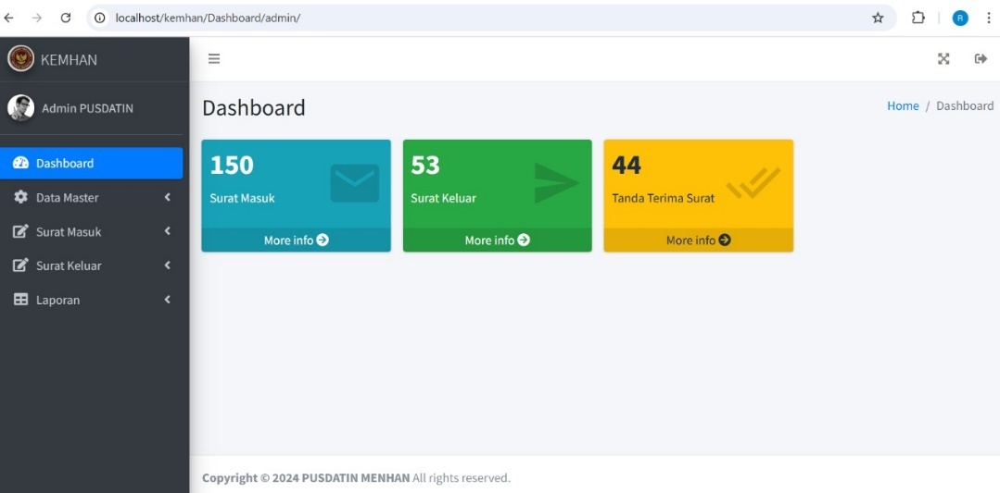 localhost/kemhan/Dashboard/admin/
R
KEMHAN
Admin PUSDATIN
Dashboard
Data Master
Surat Masuk
Surat Keluar
Laporan
Dashboard
Home / Dashboard
150
Surat Masuk
More info
53
Surat Keluar
More info
44
Tanda Terima Surat
More info
Copyright © 2024 PUSDATIN MENHAN All rights reserved.